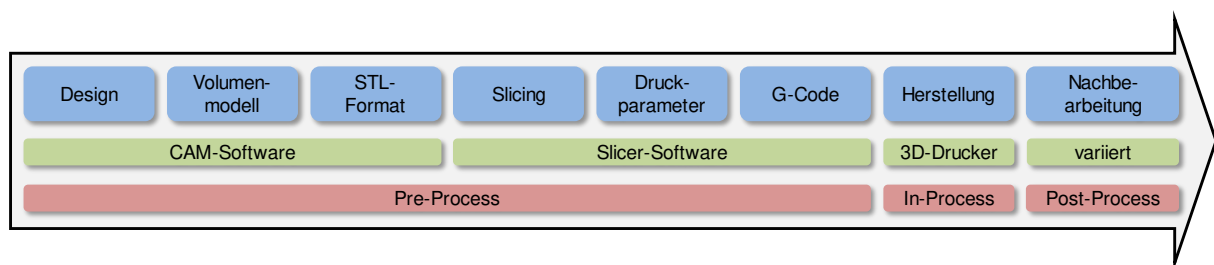 Design
Volumen-
modell
STL-
Format
Slicing
Druck-
parameter
G-Code
Herstellung
Nachbe-
arbeitung
CAM-Software
Slicer-Software
3D-Drucker
variiert
Pre-Process
In-Process
Post-Process